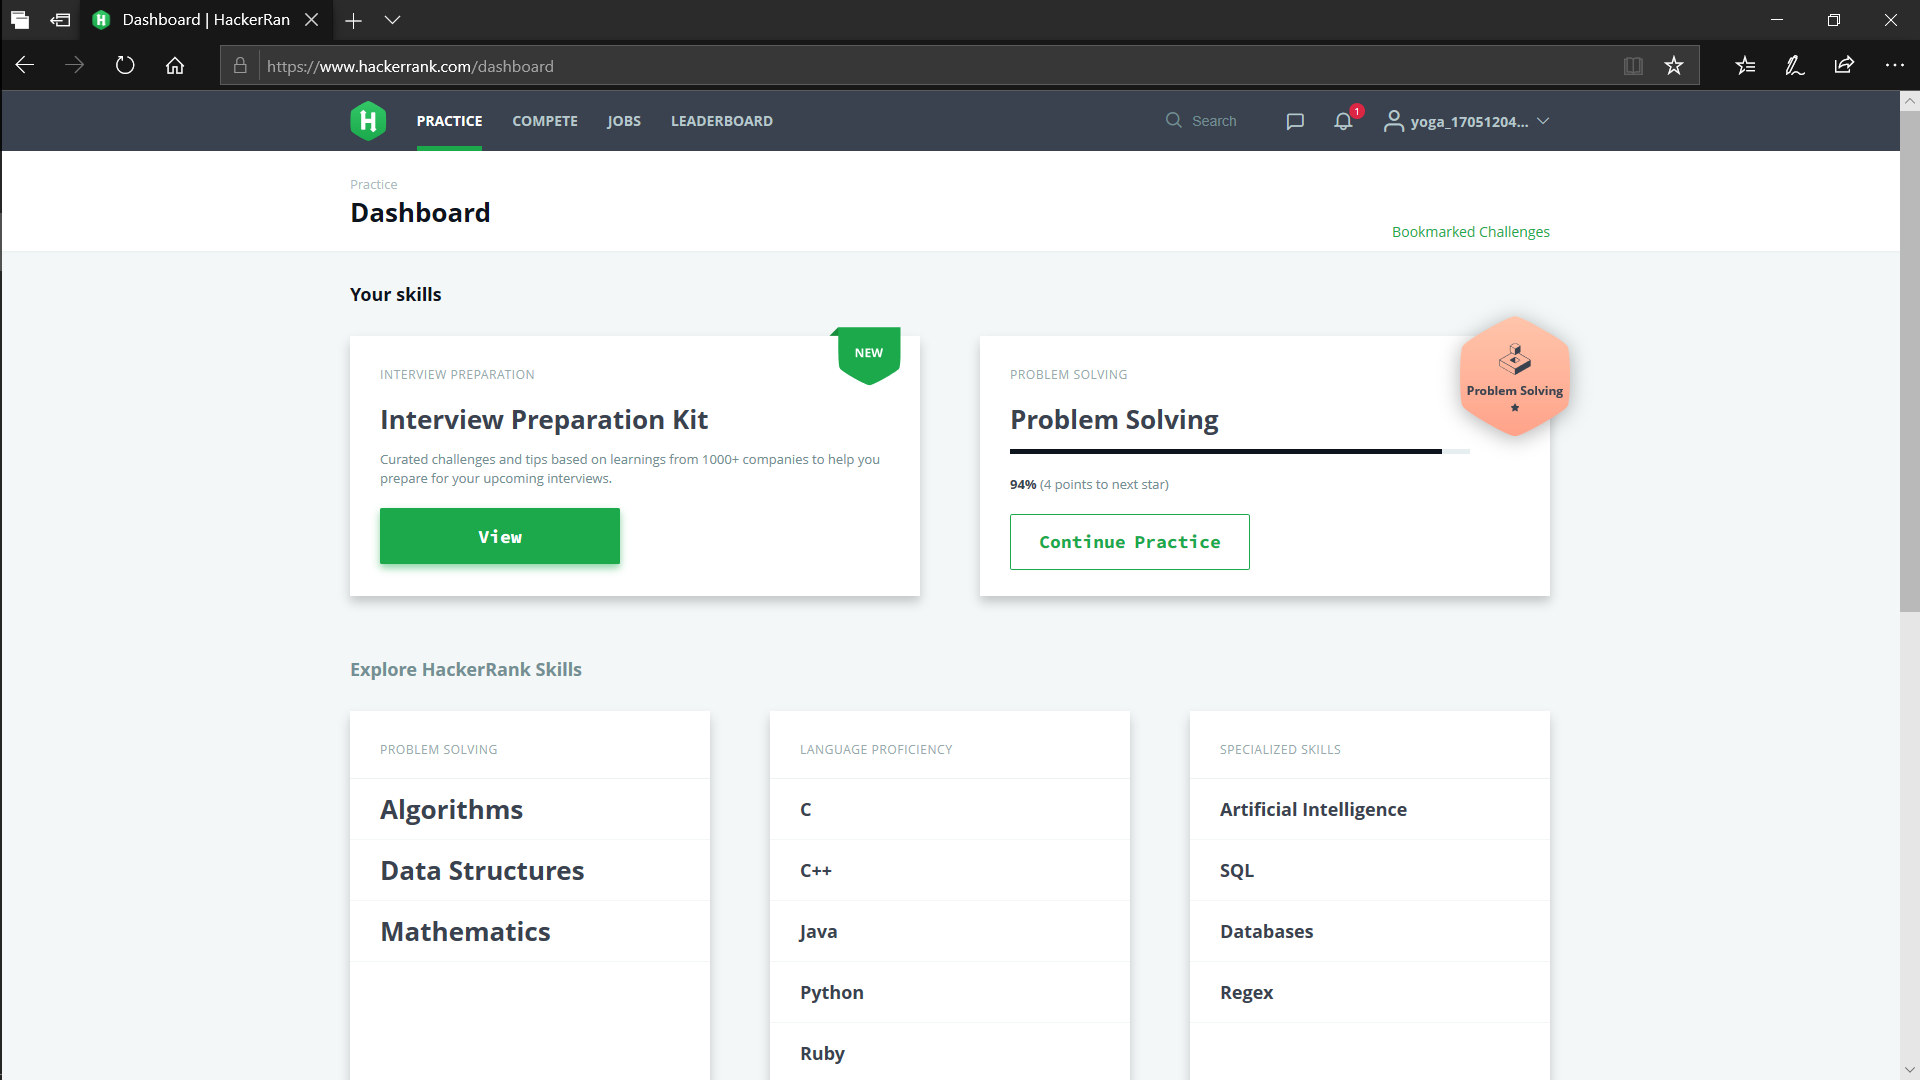 Dashboard | HackerRan
https://www.hackerrank.com/dashboard
H PRACTICE COMPETE JOBS LEADERBOARD Search 1 yoga_17051204...
Practice
Dashboard
Bookmarked Challenges
Your skills
INTERVIEW PREPARATION
NEW
Interview Preparation Kit
Curated challenges and tips based on learnings from 1000+ companies to help you
prepare for your upcoming interviews.
View
PROBLEM SOLVING
Problem Solving
Problem Solving
94% (4 points to next star)
Continue Practice
Explore HackerRank Skills
PROBLEM SOLVING
Algorithms
Data Structures
Mathematics
LANGUAGE PROFICIENCY
C
C++
Java
Python
Ruby
SPECIALIZED SKILLS
Artificial Intelligence
SQL
Databases
Regex